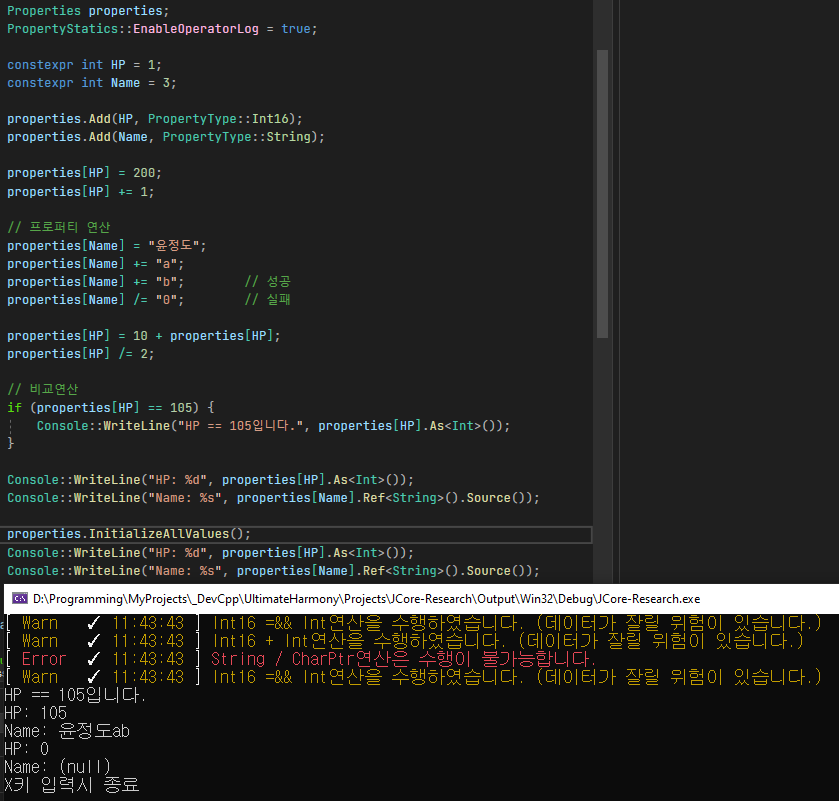 Properties properties;
PropertyStatics::EnableOperatorLog = true;
constexpr int HP = 1;
constexpr int Name = 3;
properties.Add(HP, PropertyType::Int16);
properties.Add(Name, PropertyType::String);
properties[HP] = 200;
properties[HP] += 1;
// 프로퍼티 연산
properties[Name] = "윤정도";
properties[Name] += "a";
properties[Name] += "b"; // 성공
properties[Name] /= "0"; // 실패
properties[HP] = 10 + properties[HP];
properties[HP] /= 2;
// 비교연산
if (properties[HP] == 105) {
Console::WriteLine("HP == 105입니다.", properties[HP].As<Int>());
}
Console::WriteLine("HP: %d", properties[HP].As<Int>());
Console::WriteLine("Name: %s", properties[Name].Ref<String>().Source());
properties.InitializeAllValues();
Console::WriteLine("HP: %d", properties[HP].As<Int>());
Console::WriteLine("Name: %s", properties[Name].Ref<String>().Source());
D:\Programming\MyProjects\_DevCpp\UltimateHarmony\Projects\JCore-Research\Output\Win32\Debug\JCore-Research.exe
[ Warn ✓ 11:43:43 ] Int16 =&& Int연산을 수행하였습니다. (데이터가 잘릴 위험이 있습니다.)
[ Warn ✓ 11:43:43 ] Int16 + Int연산을 수행하였습니다. (데이터가 잘릴 위험이 있습니다.)
[ Error ✓ 11:43:43 ] String / CharPtr연산은 수행이 불가능합니다.
[ Warn ✓ 11:43:43 ] Int16 =&& Int연산을 수행하였습니다. (데이터가 잘릴 위험이 있습니다.)
HP == 105입니다.
HP: 105
Name: 윤정도ab
HP: 0
Name: (null)
X키 입력시 종료